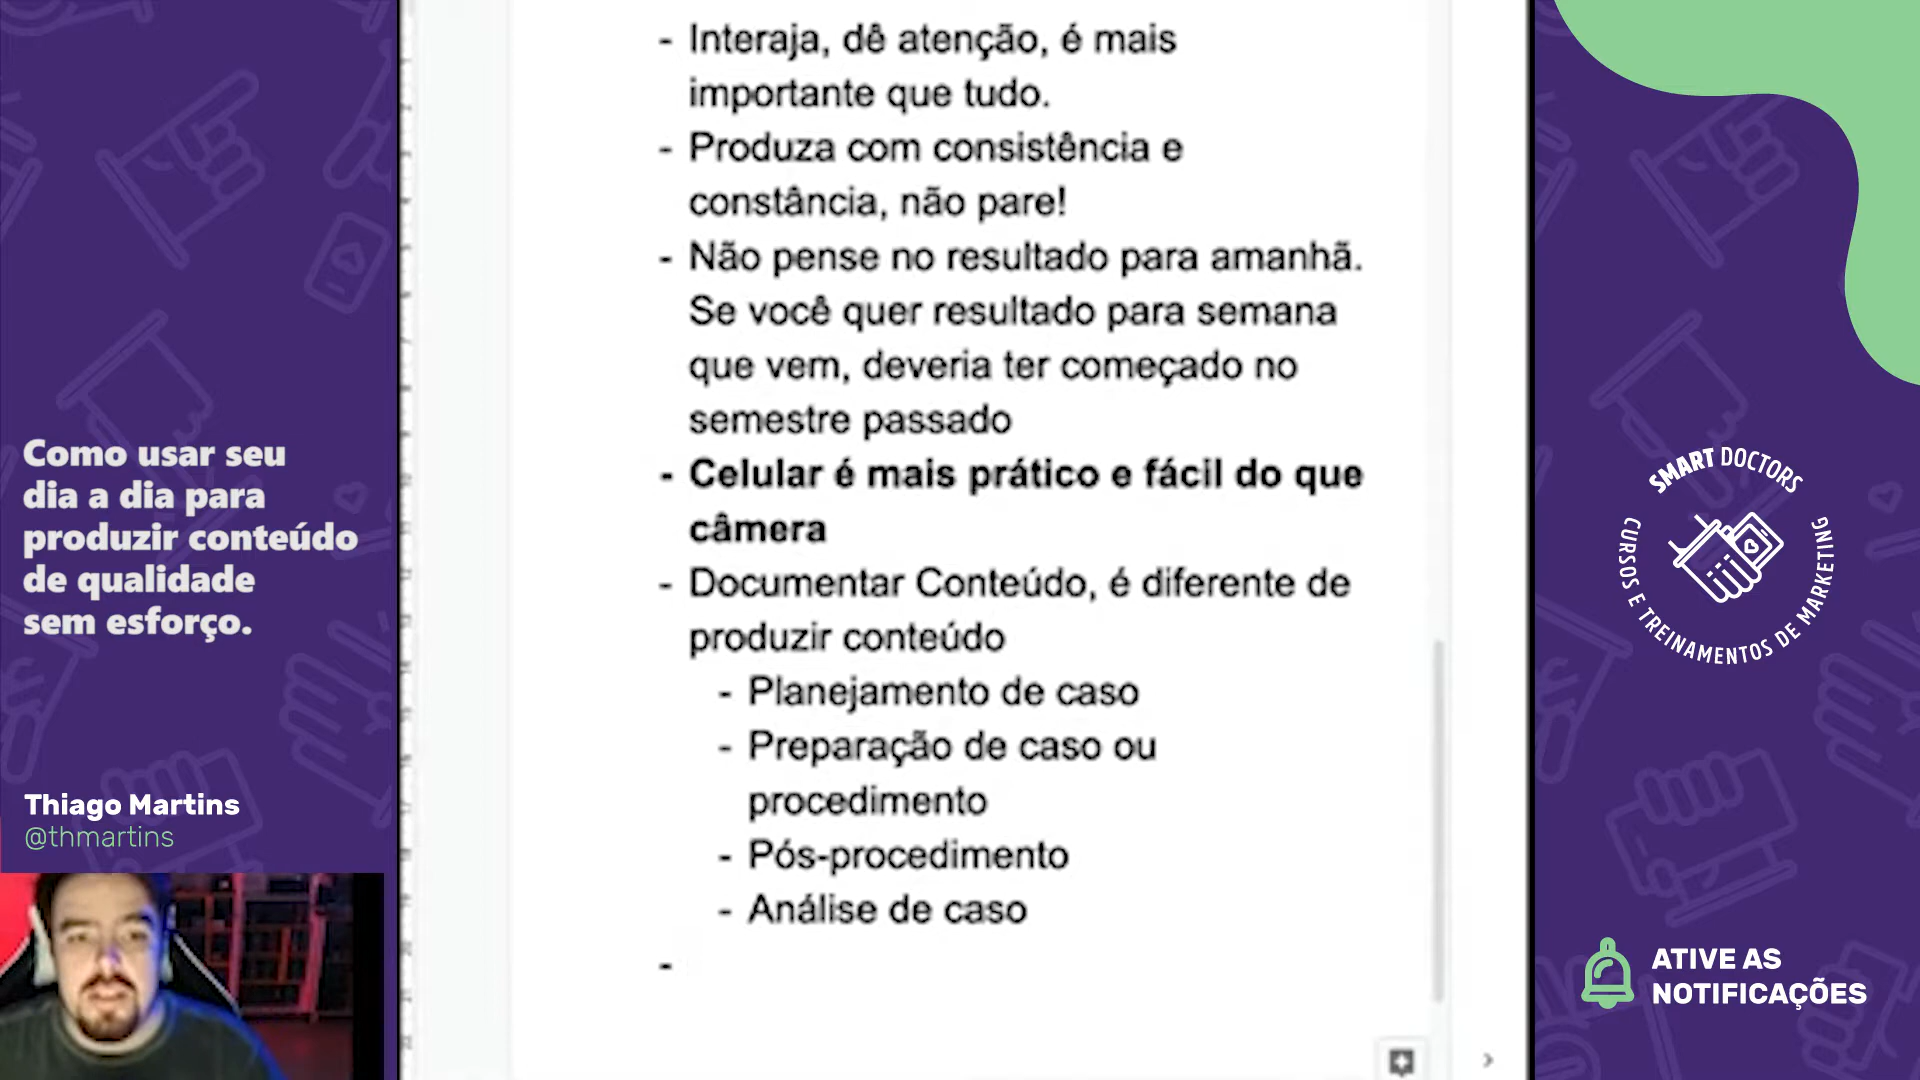 Como usar seu
dia a dia para
produzir conteúdo
de qualidade
sem esforço.
Thiago Martins
@thmartins
- Interaja, dê atenção, é mais
importante que tudo.
- Produza com consistência e
constância, não pare!
- Não pense no resultado para amanhã.
Se você quer resultado para semana
que vem, deveria ter começado no
semestre passado
- Celular é mais prático e fácil do que
câmera
- Documentar Conteúdo, é diferente de
produzir conteúdo
- Planejamento de caso
- Preparação de caso ou
procedimento
- Pós-procedimento
- Análise de caso
-
SMART DOCTORS
CURSOS E TREINAMENTOS DE MARKETING
ATIVE AS
NOTIFICAÇÕES